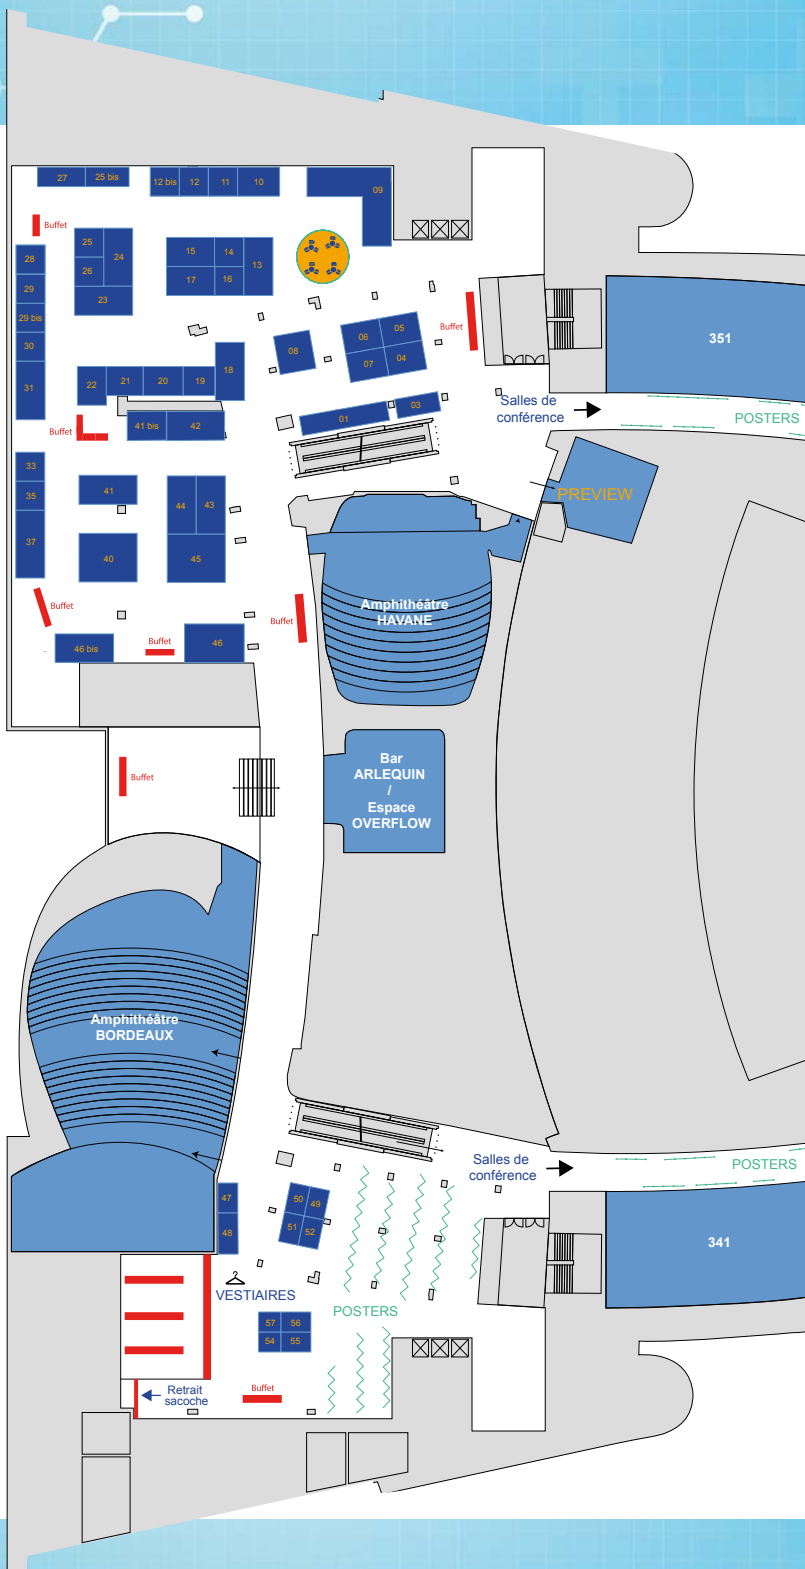 27
25 bis
12 bis
12
11
10
09
Buffet
25
24
26
23
15
14
13
17
16
28
29
29 bis
30
31
08
06
05
07
04
Buffet
351
18
22
21
20
19
01
03
Salles de
conférence
POSTERS
Buffet
41 bis
42
33
35
37
41
44
43
40
45
PREVIEW
Amphithéâtre
HAVANE
Buffet
Buffet
46 bis
Buffet
46
Bar
ARLEQUIN
/
Espace
OVERFLOW
Buffet
Amphithéâtre
BORDEAUX
Salles de
conférence
POSTERS
47
48
50
49
51
52
341
VESTIAIRES
POSTERS
57
56
54
55
Retrait
sacoche
Buffet